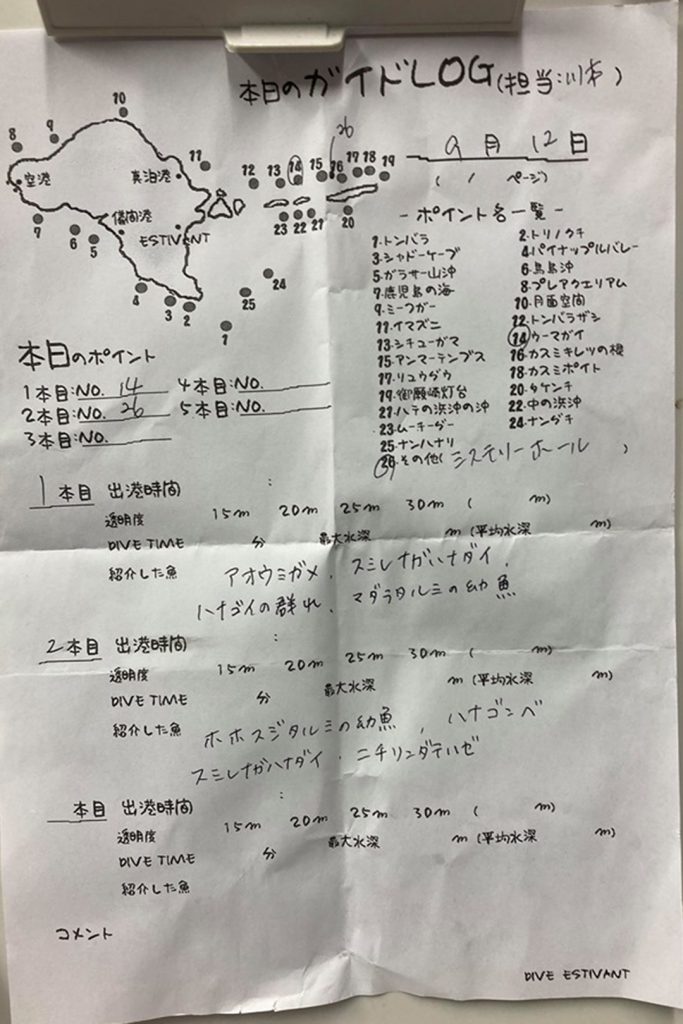 本日のガイドLOG(担当:川本)
9月12日
( / ページ)
10
8 9
26
空港 真泊港 11 12 13 14 15 16 17 18 19
儀間港
7 6 5 ESTIVANT 23 22 21 20
4 3 2 25 24
1
-ポイント名一覧-
1.トンバラ 2.トリノクチ
3.シャドーケーブ 4.パイナップルバレー
5.ガラサー山沖 6.鳥島沖
7.鹿児島の海 8.プレアクエリアム
9.ミーフガー 10.月面空間
11.イマズニ 12.トンバラザシ
13.シチューガマ 14.ウーマガイ
15.アンマーテンプス 16.カスミキレツの根
17.リュウグウ 18.カスミポイト
19.御願崎灯台 20.タケンチ
21.ハテの浜沖の沖 22.中の浜沖
23.ムーチーダー 24.ナングチ
25.ナンハナリ
26.その他(ミステリーホール )
本日のポイント
1本目:NO. 14 4本目:NO.
2本目:NO. 26 5本目:NO.
3本目:NO.
1本目 出港時間 :
透明度 15m 20m 25m 30m ( m)
DIVE TIME 分 最大水深 m (平均水深 m)
紹介した魚 アオウミガメ、スミレナガハナダイ、
ハナゴイの群れ、マダラタルミの幼魚
2本目 出港時間 :
透明度 15m 20m 25m 30m ( m)
DIVE TIME 分 最大水深 m (平均水深 m)
紹介した魚 ホホスジタルミの幼魚、ハナゴンベ
スミレナガハナダイ、ニチリンダテハゼ
本目 出港時間 :
透明度 15m 20m 25m 30m ( m)
DIVE TIME 分 最大水深 m (平均水深 m)
紹介した魚
コメント
DIVE ESTIVANT